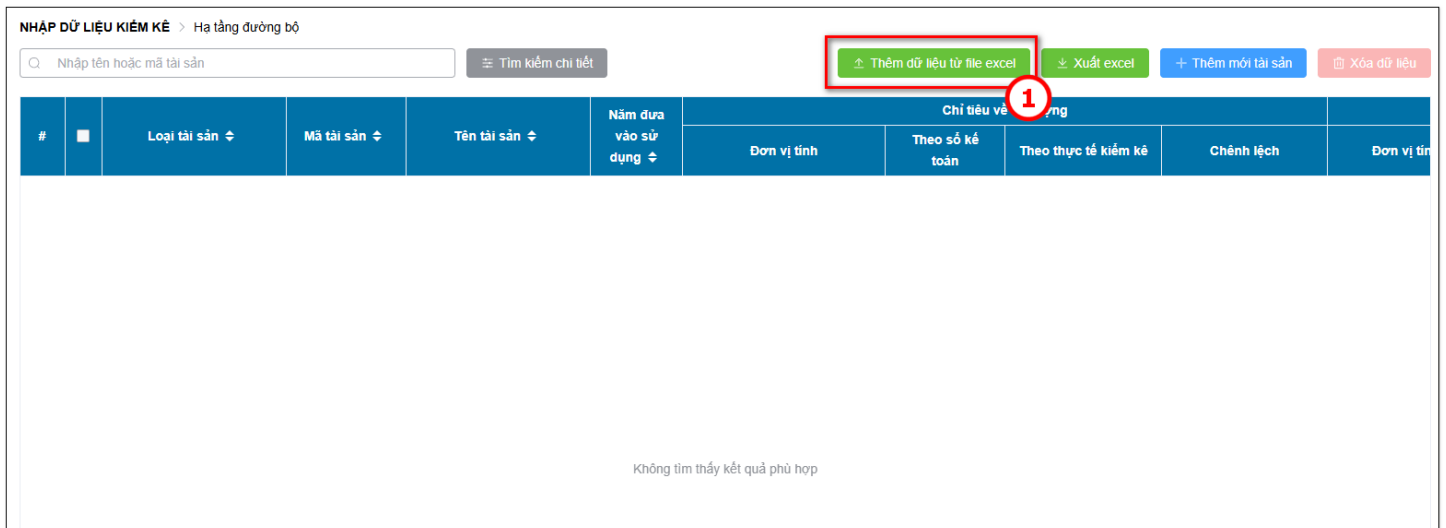 NHẬP DỮ LIỆU KIỂM KÊ > Hạ tầng đường bộ
Nhập tên hoặc mã tài sản
Tìm kiếm chi tiết
Thêm dữ liệu từ file excel
Xuất excel
+ Thêm mới tài sản
Xóa dữ liệu
1
#
Loại tài sản
Mã tài sản
Tên tài sản
Năm đưa
vào sử
dụng
Chỉ tiêu về
Đơn vị tính
Theo sổ kế
toán
Theo thực tế kiểm kê
Chênh lệch
Đơn vị tín
Không tìm thấy kết quả phù hợp